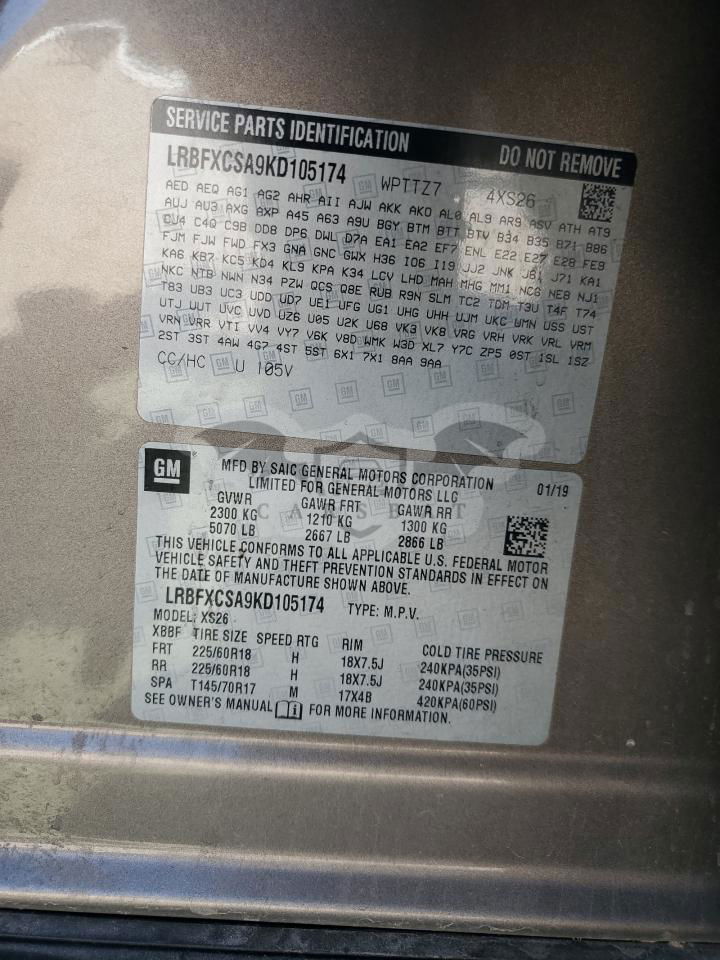 SERVICE PARTS IDENTIFICATION DO NOT REMOVE
LRBFXCSA9KD105174 WPTTZ7 4XS26
AED AEQ AG1 AG2 AHR AII AJW AKK AKO AL0 AL9 AR9 ASV ATH AT9
AUJ AU3 AXG AXP A45 A63 A9U BGY BTM BTT BTV B34 B35 B71 B86
CU4 C4Q C9B DD8 DP6 DWL D7A EA1 EA2 EF7 ENL E22 E27 E28 FE9
FJM FJW FWD FX3 GNA GNC GWX H36 I06 I19 JJ2 JNK J61 J71 KA1
KA6 KB7 KC5 KD4 KL9 KPA K34 LCV LHD MAH MHG MM1 NCG NE8 NJ1
NKC NTB NWN N34 PZW QCS Q8E RUB R9N SLM TC2 TDM T3U T4F T74
T83 UB3 UC3 UDD UD7 UE1 UFG UG1 UHG UHH UJM UKC UMN USS UST
UTJ UUT UVC UVD UZ6 U05 U2K U68 VK3 VK8 VRG VRH VRK VRL VRM
VRN VRR VTI VV4 VY7 V6K V8D WMK W3D XL7 Y7C ZP5 0ST 1SL 1SZ
2ST 3ST 4AW 4G7 4ST 5ST 6X1 7X1 8AA 9AA
CC/HC U 105V
GM
MFD BY SAIC GENERAL MOTORS CORPORATION
LIMITED FOR GENERAL MOTORS LLC 01/19
GVWR GAWR FRT GAWR RR
2300 KG 1210 KG 1300 KG
5070 LB 2667 LB 2866 LB
CARSPOT
THIS VEHICLE CONFORMS TO ALL APPLICABLE U.S. FEDERAL MOTOR
VEHICLE SAFETY AND THEFT PREVENTION STANDARDS IN EFFECT ON
THE DATE OF MANUFACTURE SHOWN ABOVE.
LRBFXCSA9KD105174 TYPE: M.P.V.
MODEL: XS26
XBBF TIRE SIZE SPEED RTG RIM COLD TIRE PRESSURE
FRT 225/60R18 H 18X7.5J 240KPA(35PSI)
RR 225/60R18 H 18X7.5J 240KPA(35PSI)
SPA T145/70R17 M 17X4B 420KPA(60PSI)
SEE OWNER'S MANUAL FOR MORE INFORMATION.